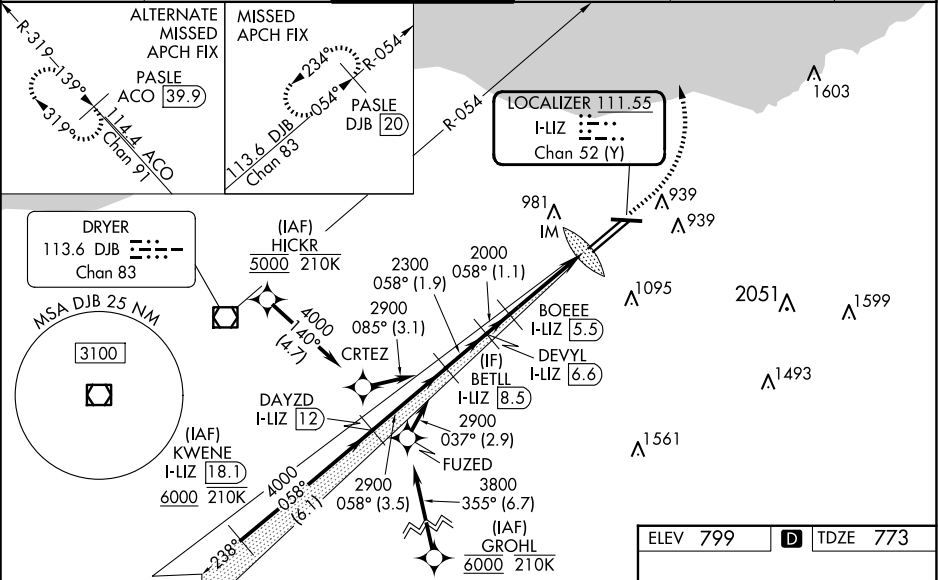 ALTERNATE
MISSED
APCH FIX
R-319
139°
319°
PASLE
ACO 39.9
114.4 ACO
Chan 91
MISSED
APCH FIX
234°
R-054
054°
PASLE
DJB 20
113.6 DJB
Chan 83
R-054
LOCALIZER 111.55
I-LIZ
Chan 52 (Y)
1603
981
IM
939
939
DRYER
113.6 DJB
Chan 83
(IAF)
HICKR
5000 210K
2300
058° (1.9)
2000
058° (1.1)
1095
2051
1599
MSA DJB 25 NM
3100
4000
140°
(4.7)
2900
085° (3.1)
CRTEZ
BOEEE
I-LIZ 5.5
DEVYL
I-LIZ 6.6
(IF)
BETLL
I-LIZ 8.5
1493
DAYZD
I-LIZ 12
2900
037° (2.9)
FUZED
1561
(IAF)
KWENE
I-LIZ 18.1
6000 210K
4000
058°
(6.1)
238°
2900
058° (3.5)
3800
355° (6.7)
(IAF)
GROHL
6000 210K
ELEV 799 D TDZE 773